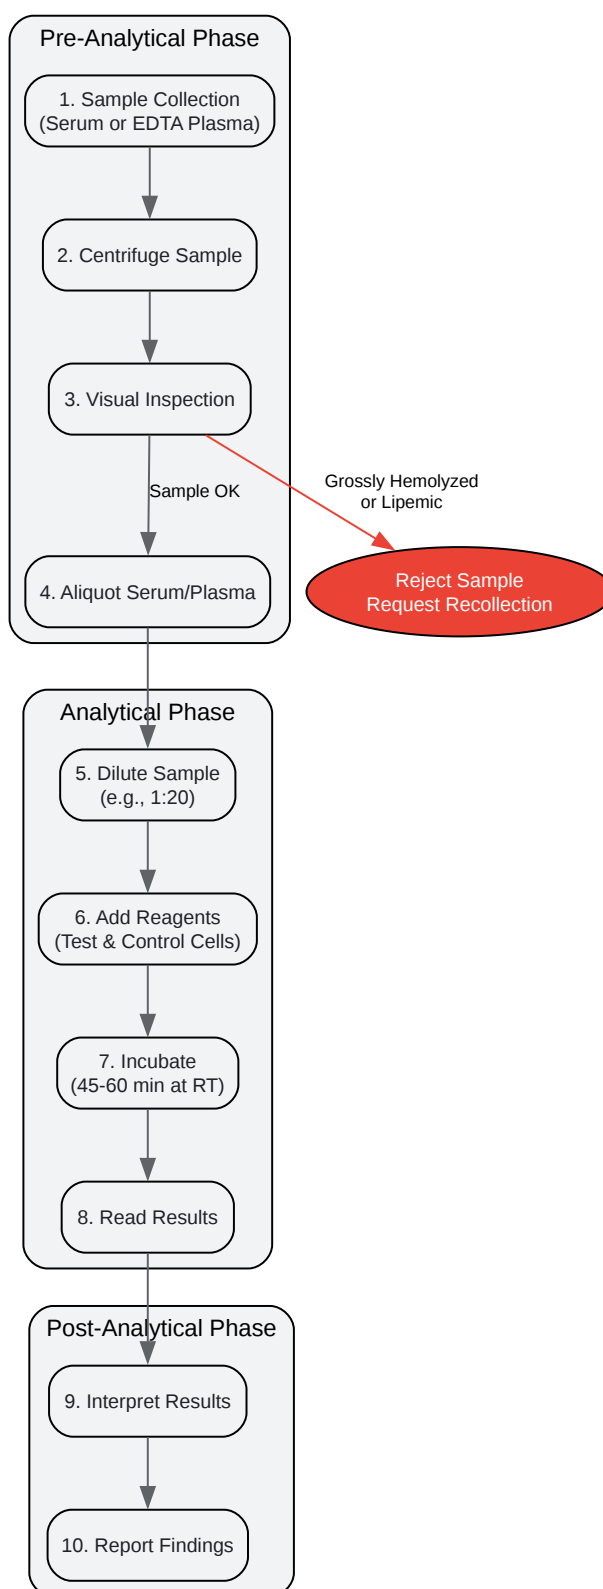 Pre-Analytical Phase
1. Sample Collection
(Serum or EDTA Plasma)
2. Centrifuge Sample
3. Visual Inspection
Sample OK
Grossly Hemolyzed
or Lipemic
4. Aliquot Serum/Plasma
Reject Sample
Request Recollection
Analytical Phase
5. Dilute Sample
(e.g., 1:20)
6. Add Reagents
(Test & Control Cells)
7. Incubate
(45-60 min at RT)
8. Read Results
Post-Analytical Phase
9. Interpret Results
10. Report Findings